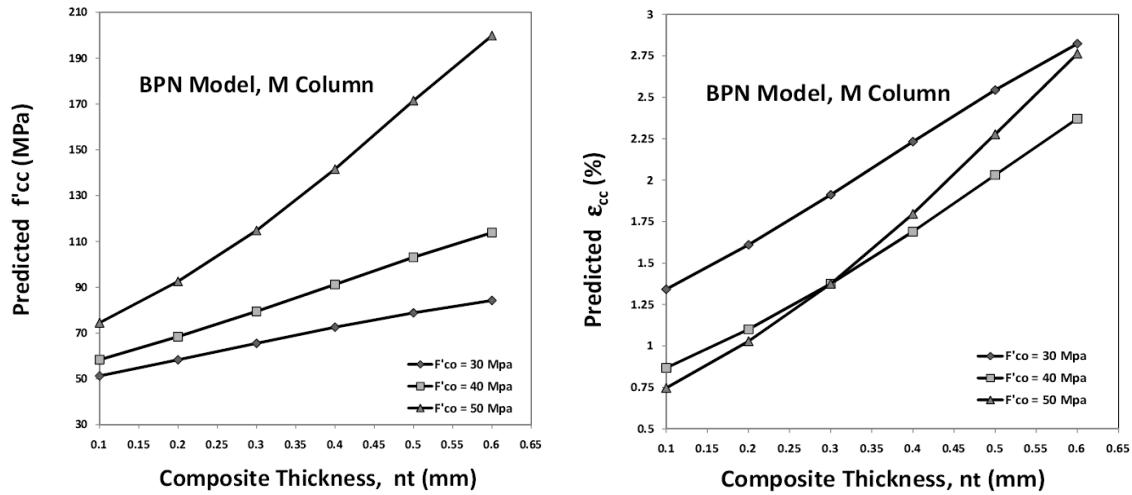 210
190
170
150
130
110
90
70
50
30
Predicted f'cc (MPa)
BPN Model, M Column
F'co = 30 Mpa
F'co = 40 Mpa
F'co = 50 Mpa
0.1 0.15 0.2 0.25 0.3 0.35 0.4 0.45 0.5 0.55 0.6 0.65
Composite Thickness, nt (mm)
3
2.75
2.5
2.25
2
1.75
1.5
1.25
1
0.75
0.5
Predicted εcc (%)
BPN Model, M Column
F'co = 30 Mpa
F'co = 40 Mpa
F'co = 50 Mpa
0.1 0.15 0.2 0.25 0.3 0.35 0.4 0.45 0.5 0.55 0.6 0.65
Composite Thickness, nt (mm)